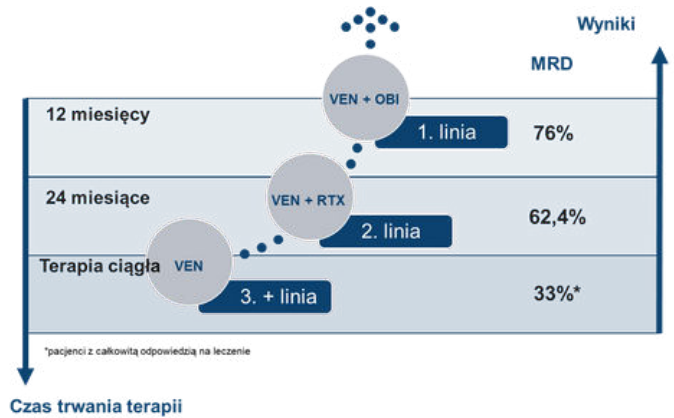 Wyniki
MRD
VEN + OBI
12 miesięcy
1. linia
76%
24 miesiące
VEN + RTX
2. linia
62,4%
Terapia ciągła
VEN
3. + linia
33%*
*pacjenci z całkowitą odpowiedzią na leczenie
Czas trwania terapii